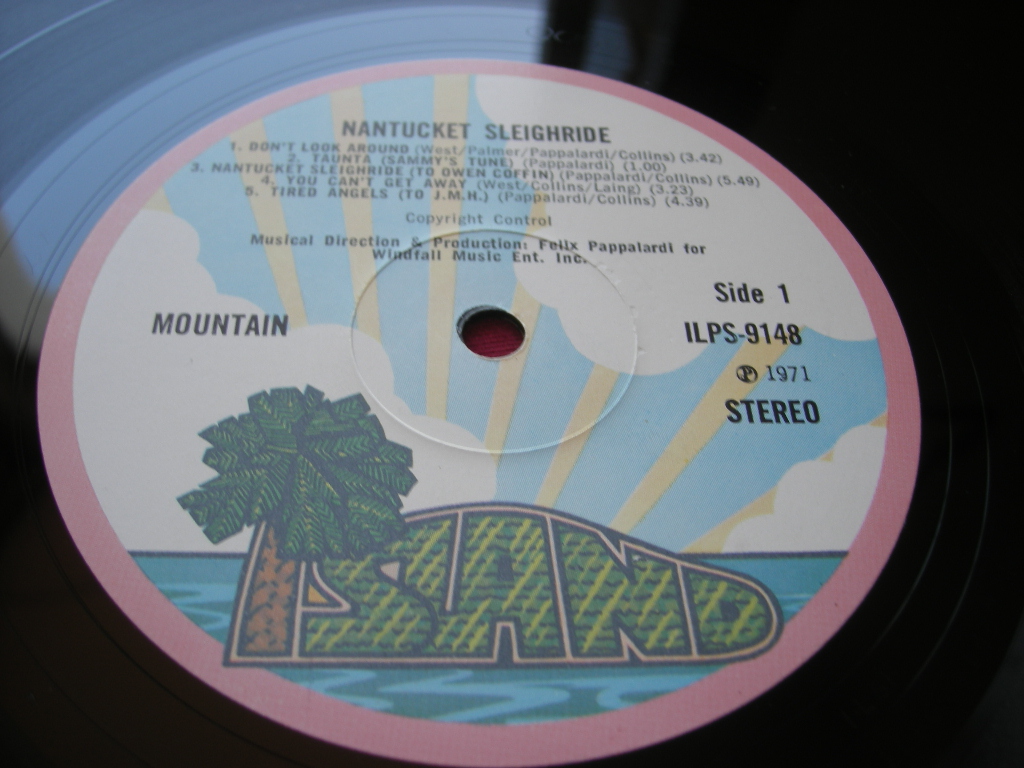 NANTUCKET SLEIGHRIDE
1. DON'T LOOK AROUND (West/Palmer/Pappalardi/Collins) (3.42)
2. TAUNTA (SAMMY'S TUNE) (Pappalardi) (1.00)
3. NANTUCKET SLEIGHRIDE (TO OWEN COFFIN) (Pappalardi/Collins) (5.49)
4. YOU CAN'T GET AWAY (West/Collins/Laing) (3.23)
5. TIRED ANGELS (TO J.M.H.) (Pappalardi/Collins) (4.39)
Copyright Control
Musical Direction & Production: Felix Pappalardi for
Windfall Music Ent. Inc.
MOUNTAIN
Side 1
ILPS-9148
℗ 1971
STEREO
ISLAND